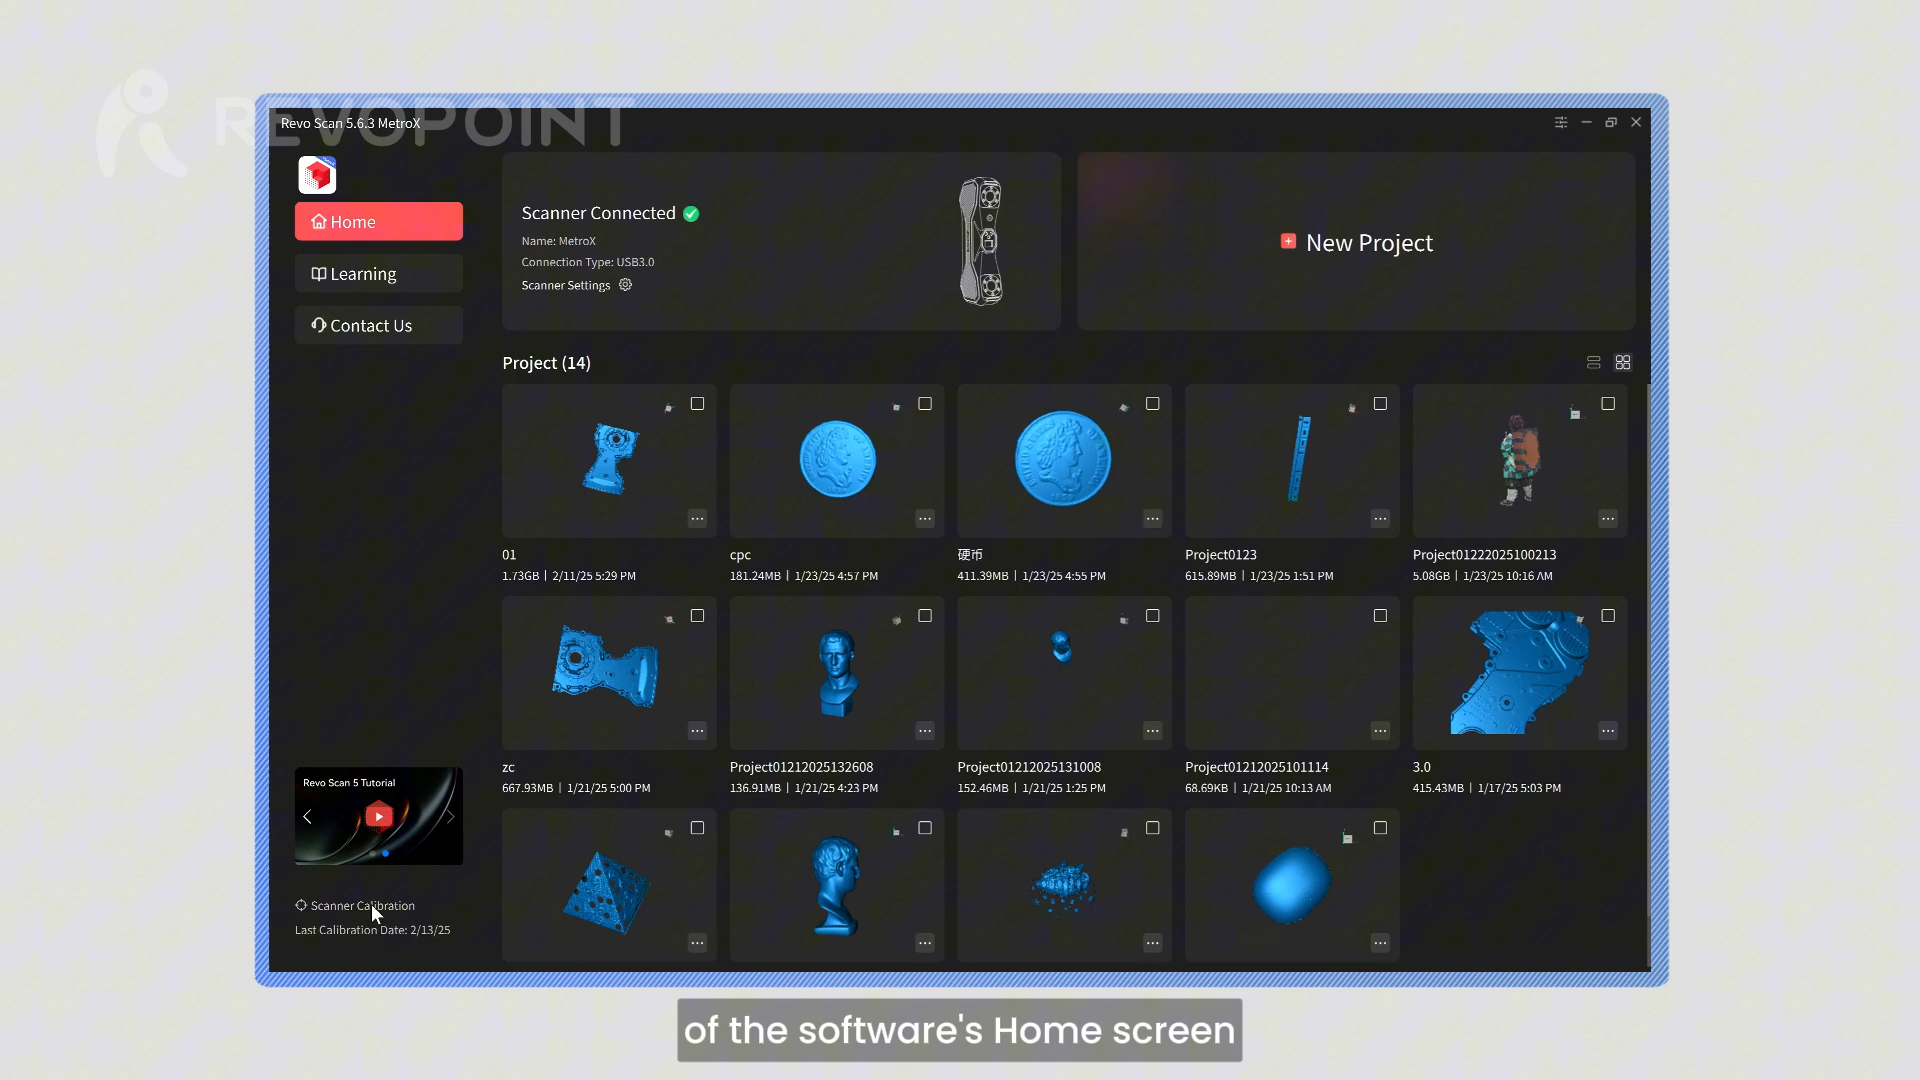 REVOPOINT
Revo Scan 5.6.3 MetroX
Home
Learning
Contact Us
Scanner Connected
Name: MetroX
Connection Type: USB3.0
Scanner Settings
New Project
Project (14)
01
1.73GB | 2/11/25 5:29 PM
cpc
181.24MB | 1/23/25 4:57 PM
硬币
411.39MB | 1/23/25 4:55 PM
Project0123
615.89MB | 1/23/25 1:51 PM
Project01222025100213
5.08GB | 1/23/25 10:16 AM
zc
667.93MB | 1/21/25 5:00 PM
Project01212025132608
136.91MB | 1/21/25 4:23 PM
Project01212025131008
152.46MB | 1/21/25 1:25 PM
Project01212025101114
68.69KB | 1/21/25 10:13 AM
3.0
415.43MB | 1/17/25 5:03 PM
Revo Scan 5 Tutorial
Scanner Calibration
Last Calibration Date: 2/13/25
of the software's Home screen